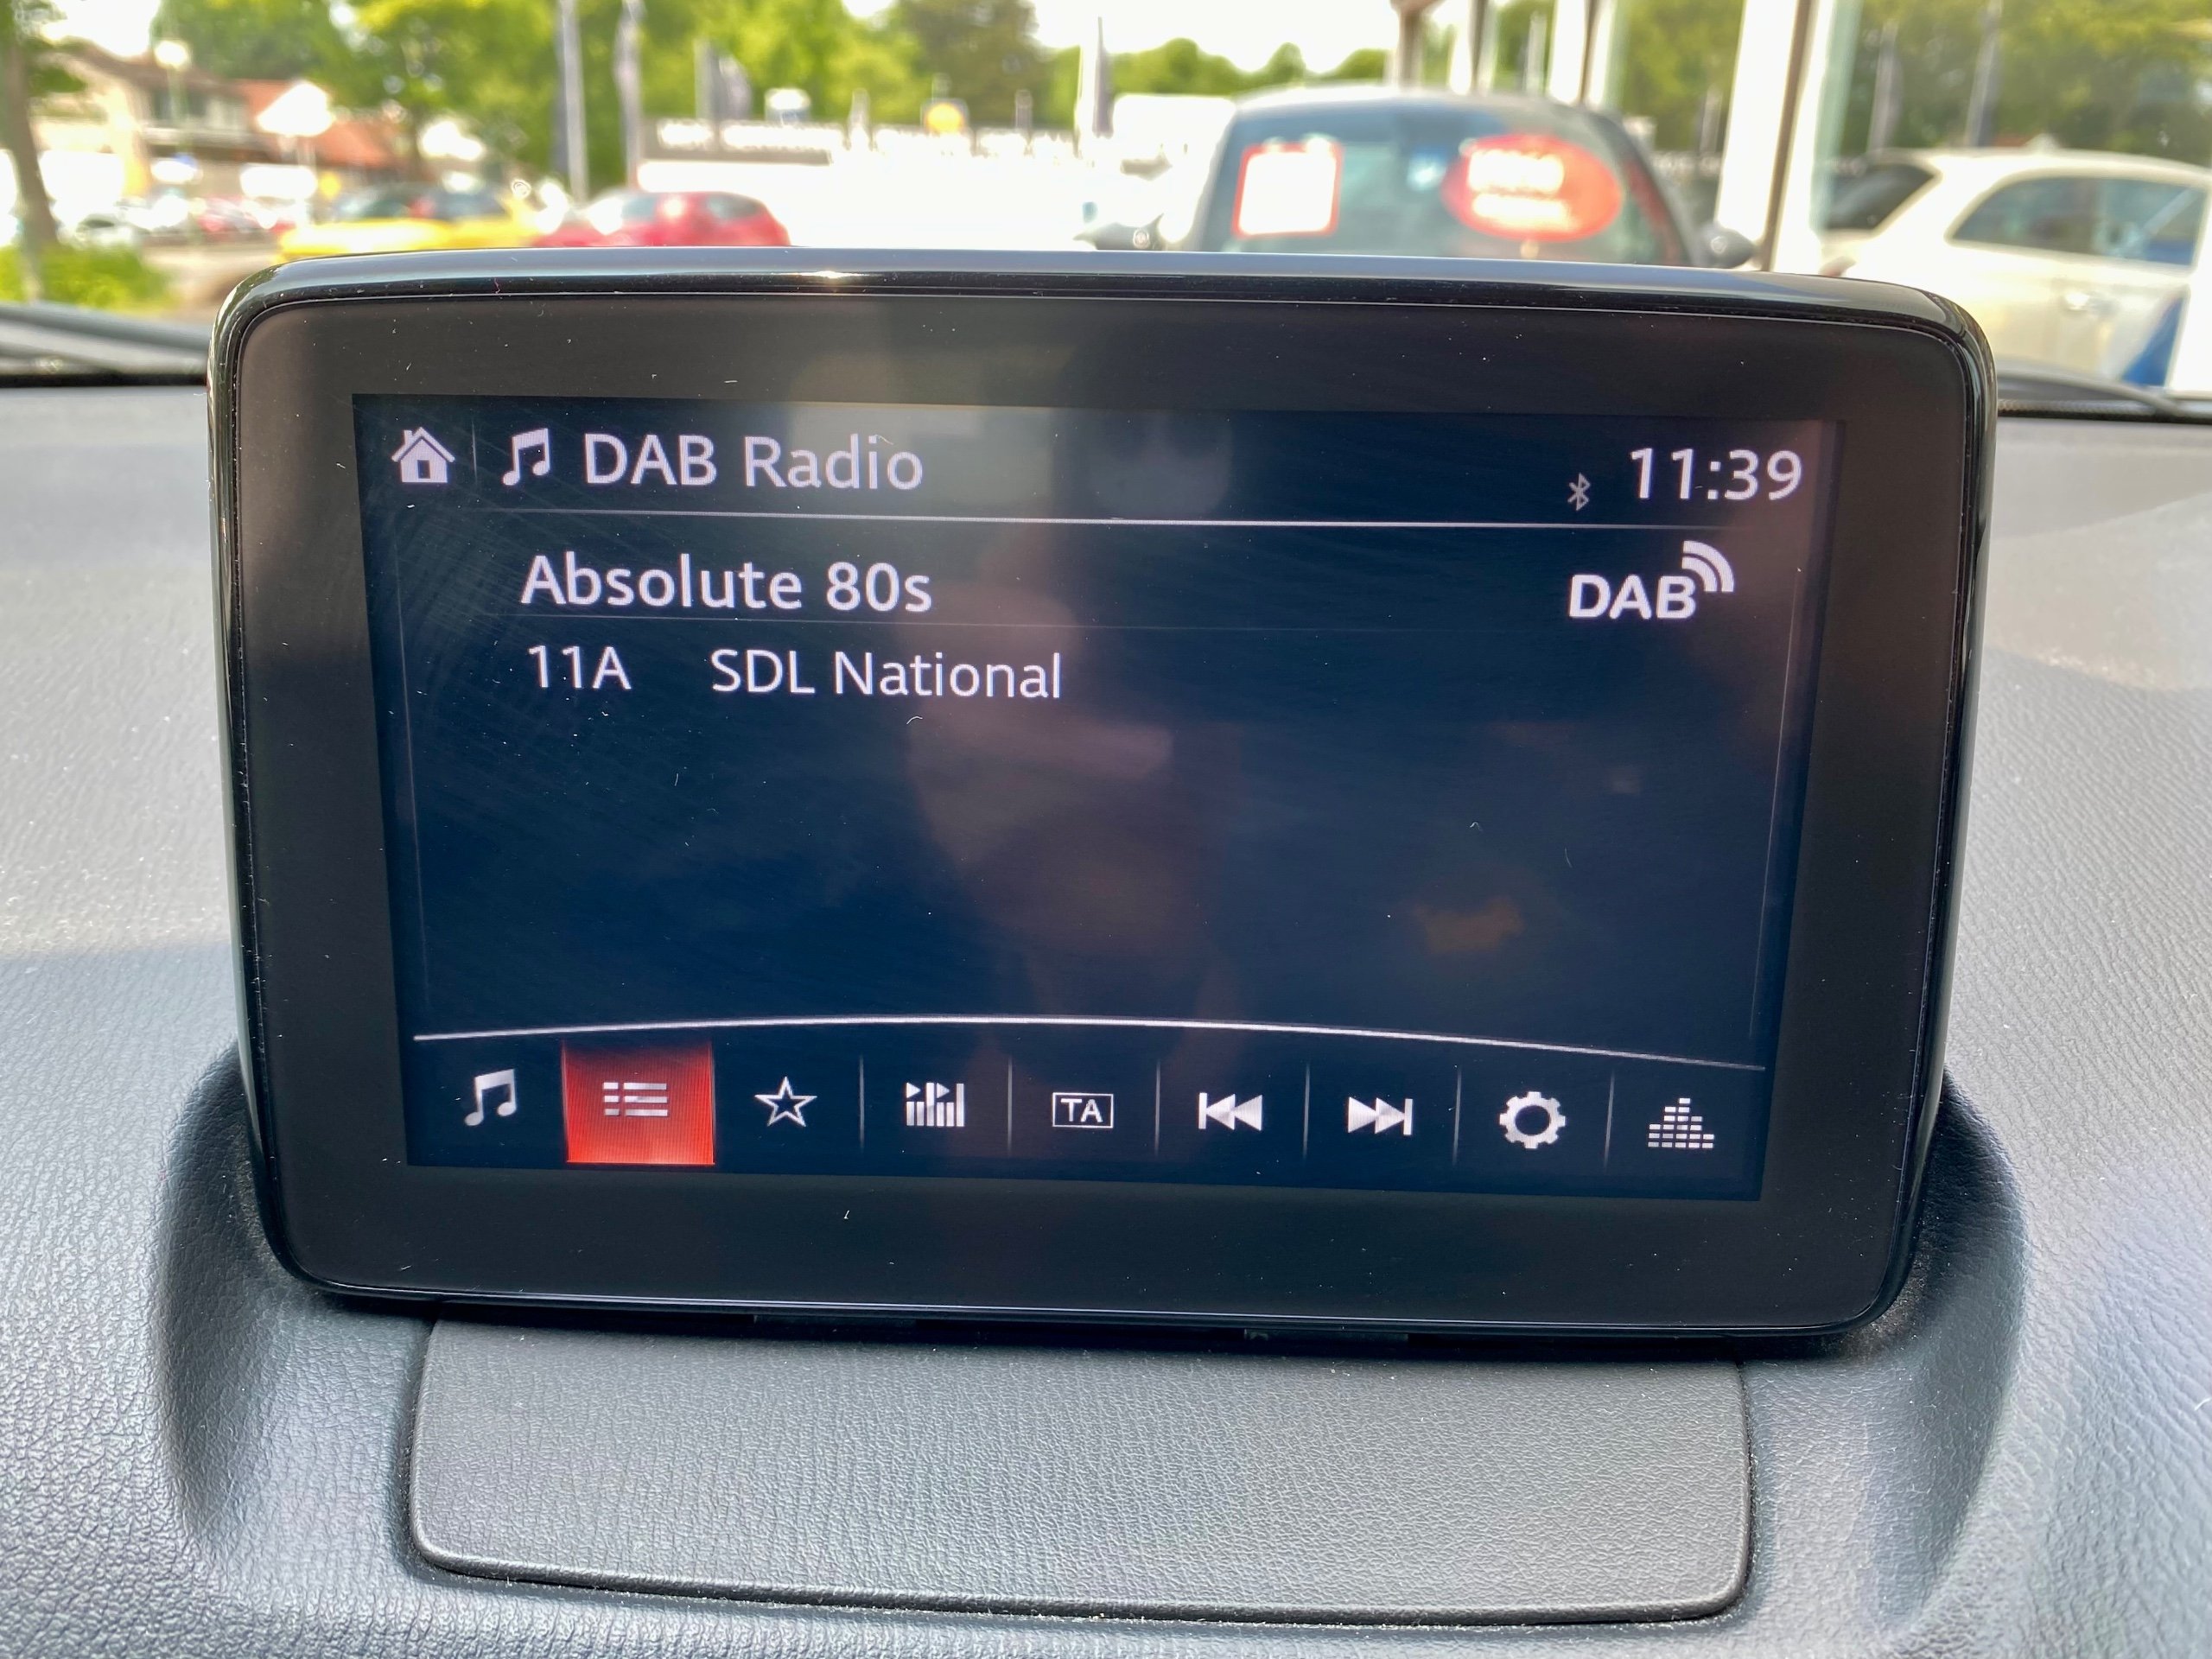 DAB Radio
11:39
Absolute 80s
DAB
11A SDL National
TA